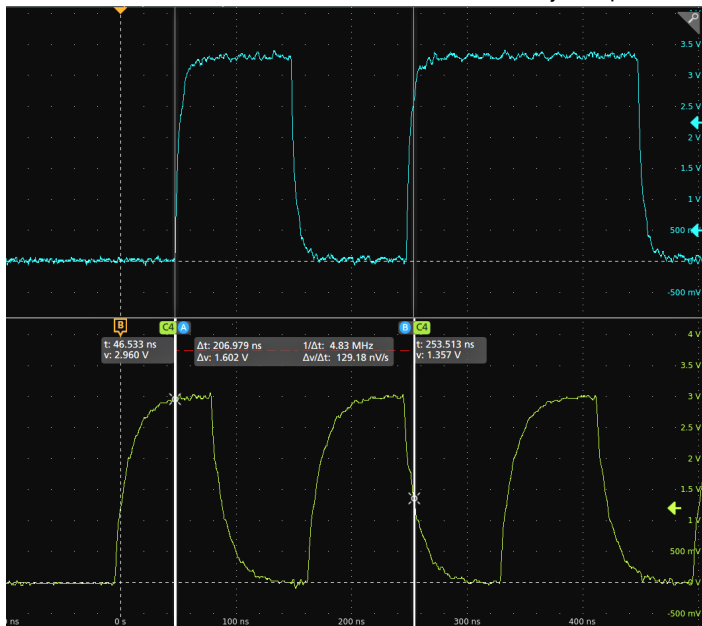 3.5 V
3 V
2.5 V
2 V
1.5 V
1 V
500 m
-500 mV
B
C4 A
B C4
t: 46.533 ns
v: 2.960 V
Δt: 206.979 ns 1/Δt: 4.83 MHz
Δv: 1.602 V Δv/Δt: 129.18 nV/s
t: 253.513 ns
v: 1.357 V
4 V
3 V
2.5 V
2 V
1.5 V
1 V
500 mV
0
-500 mV
ns 0 s 100 ns 200 ns 300 ns 400 ns